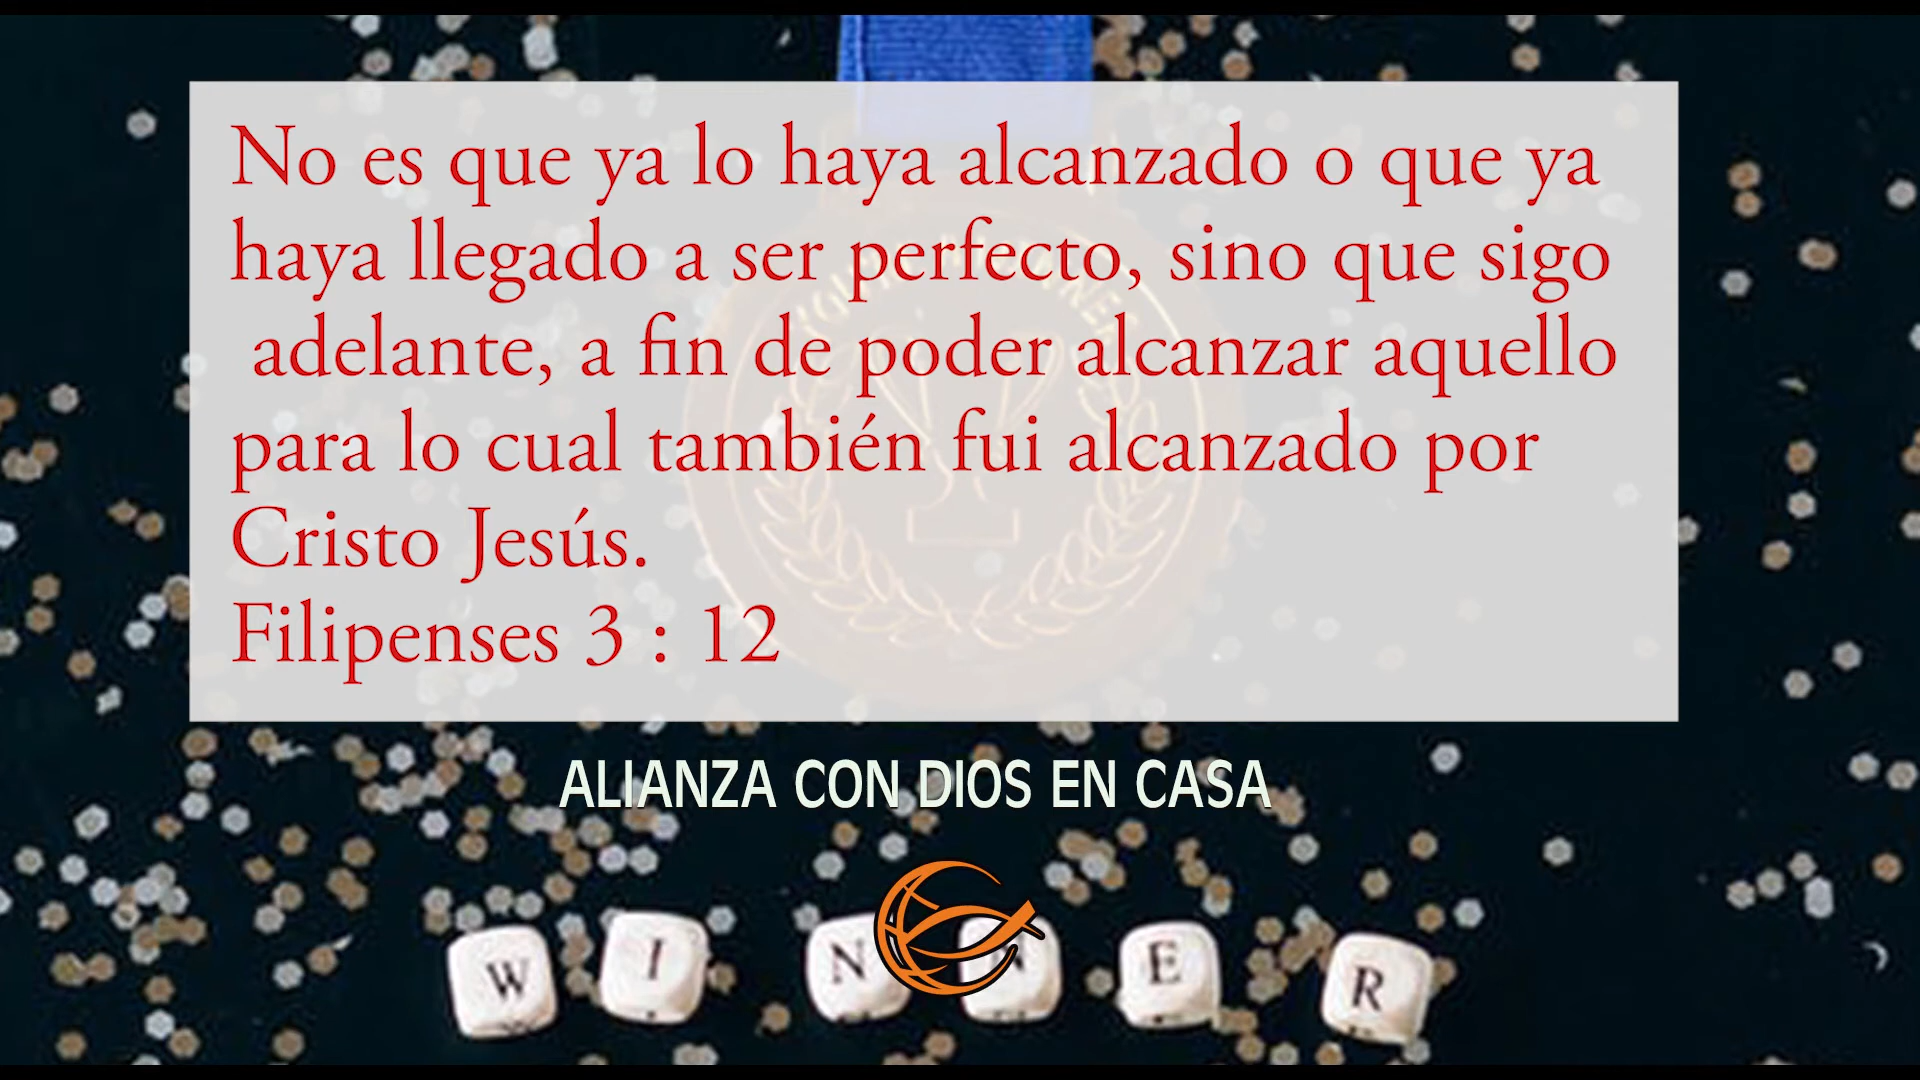 No es que ya lo haya alcanzado o que ya
haya llegado a ser perfecto, sino que sigo
adelante, a fin de poder alcanzar aquello
para lo cual también fui alcanzado por
Cristo Jesús.
Filipenses 3 : 12
ALIANZA CON DIOS EN CASA
W I N N E R